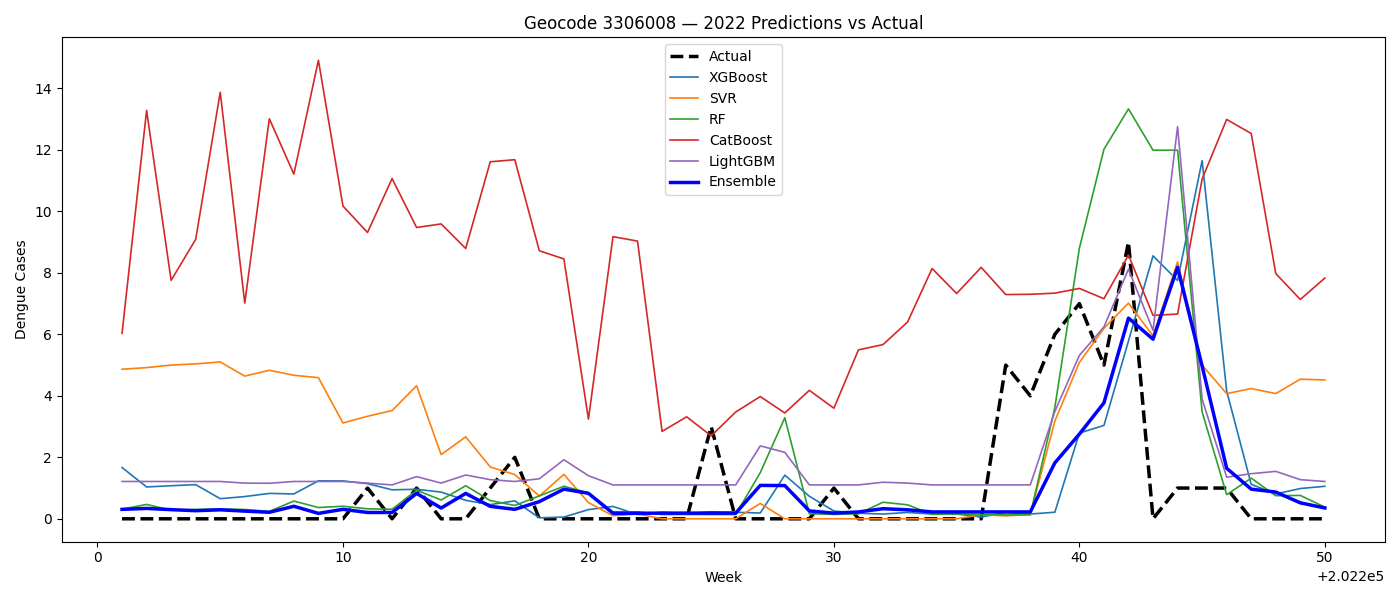 Geocode 3306008 — 2022 Predictions vs Actual
Actual
XGBoost
SVR
RF
CatBoost
LightGBM
Ensemble
Dengue Cases
14
12
10
8
6
4
2
0
0 10 20 30 40 50
Week
+2.022e5